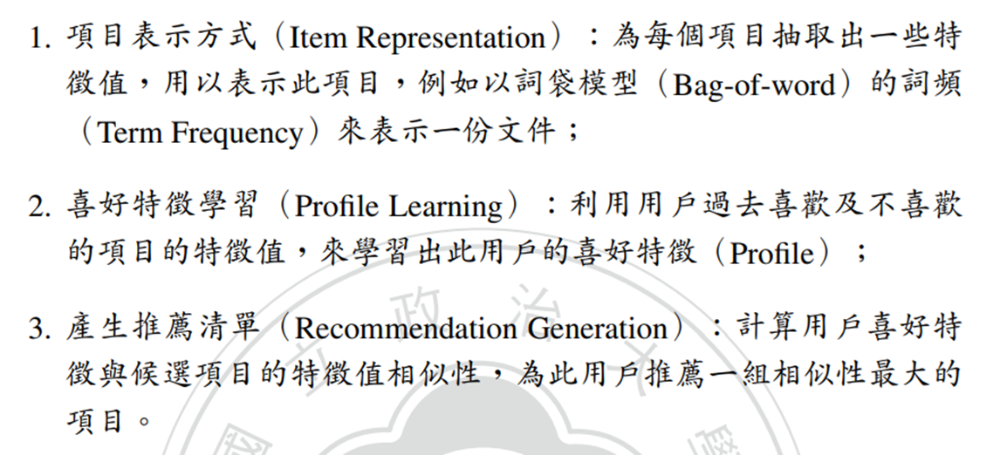 1. 項目表示方式（Item Representation）：為每個項目抽取出一些特
徵值，用以表示此項目，例如以詞袋模型（Bag-of-word）的詞頻
（Term Frequency）來表示一份文件；
2. 喜好特徵學習（Profile Learning）：利用用戶過去喜歡及不喜歡
的項目的特徵值，來學習出此用戶的喜好特徵（Profile）；
政治
3. 產生推薦清單（Recommendation Generation）：計算用戶喜好特
立大
徵與候選項目的特徵值相似性，為此用戶推薦一組相似性最大的
項目。
國學